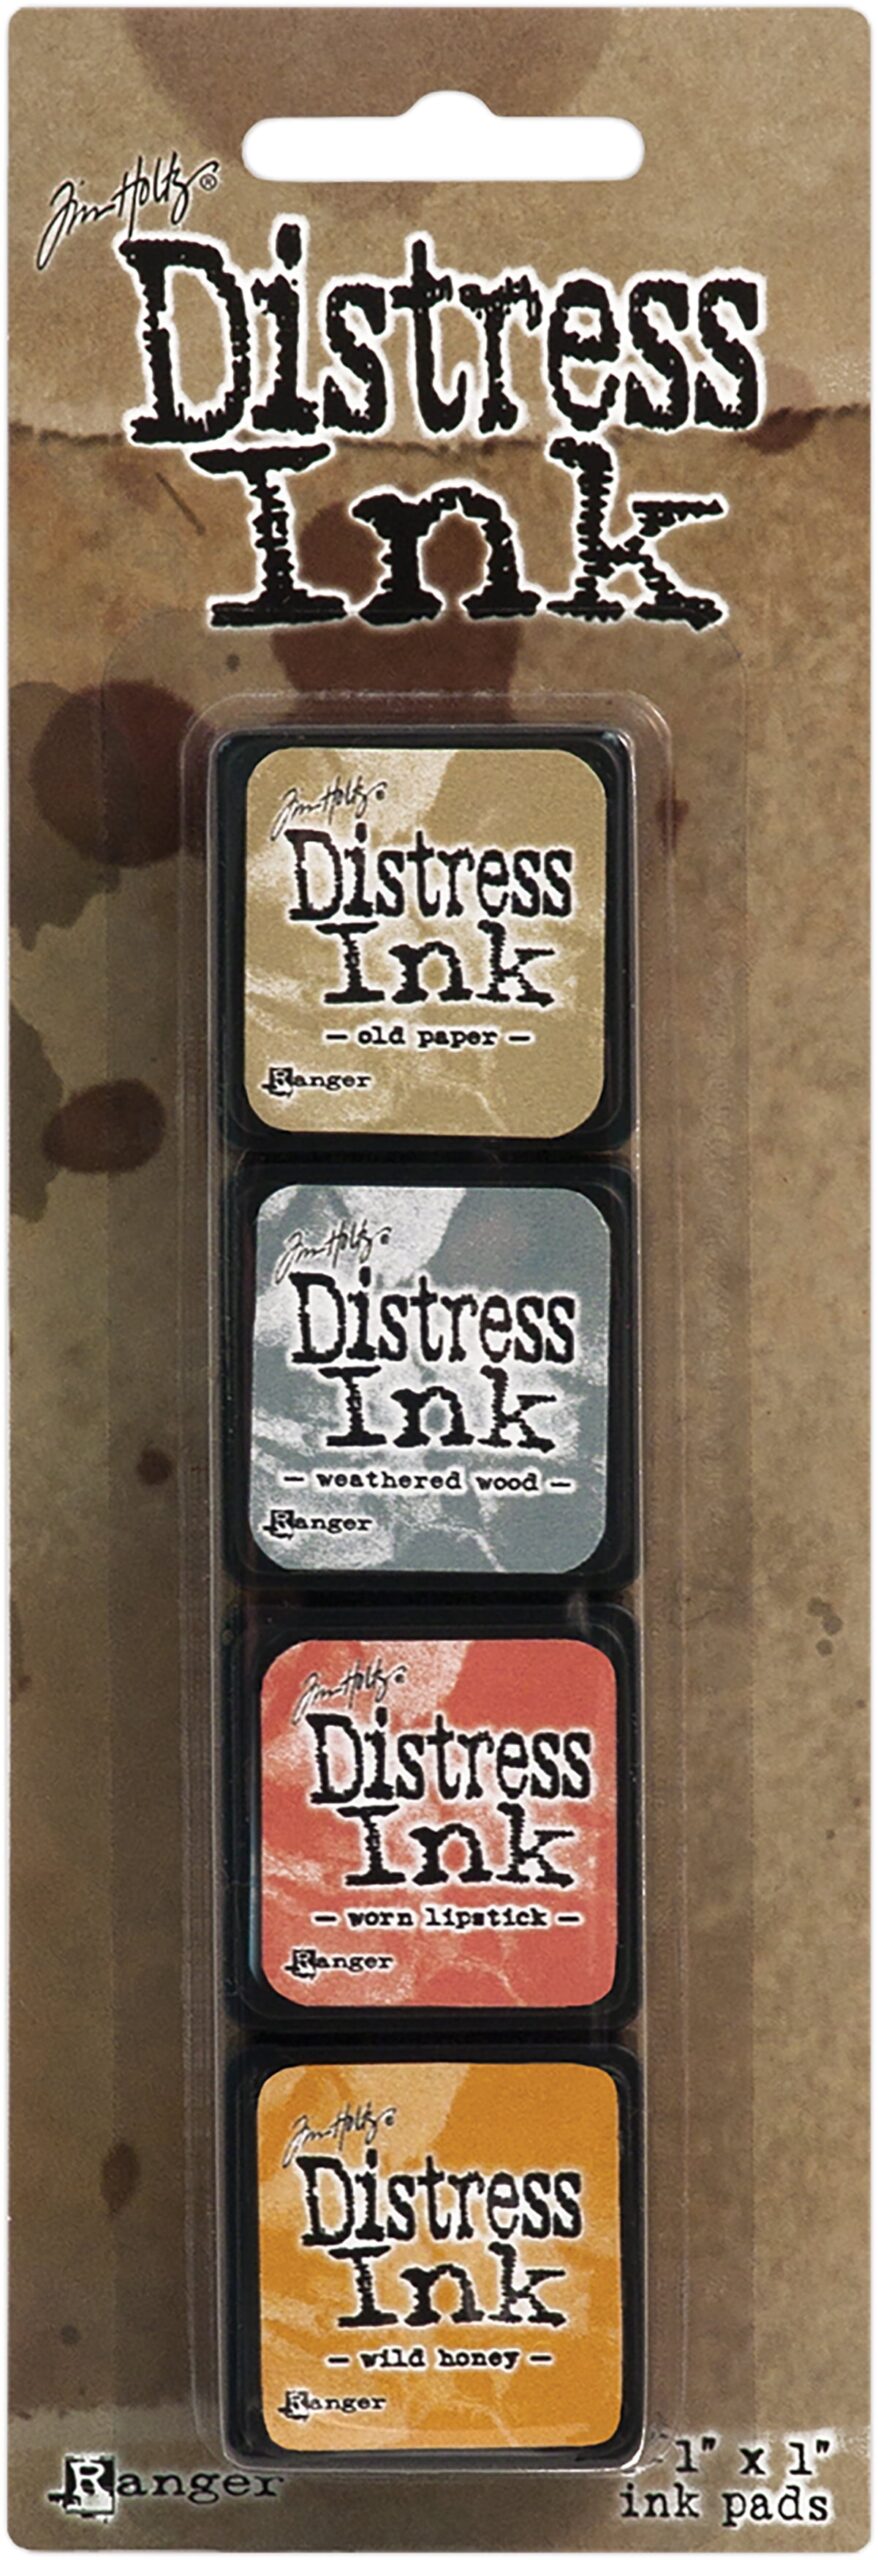 Tim Holtz®
Distress
Ink
Tim Holtz®
Distress
Ink
— old paper —
Ranger
Tim Holtz®
Distress
Ink
— weathered wood —
Ranger
Tim Holtz®
Distress
Ink
— worn lipstick —
Ranger
Tim Holtz®
Distress
Ink
— wild honey —
Ranger
Ranger
1" x 1"
ink pads